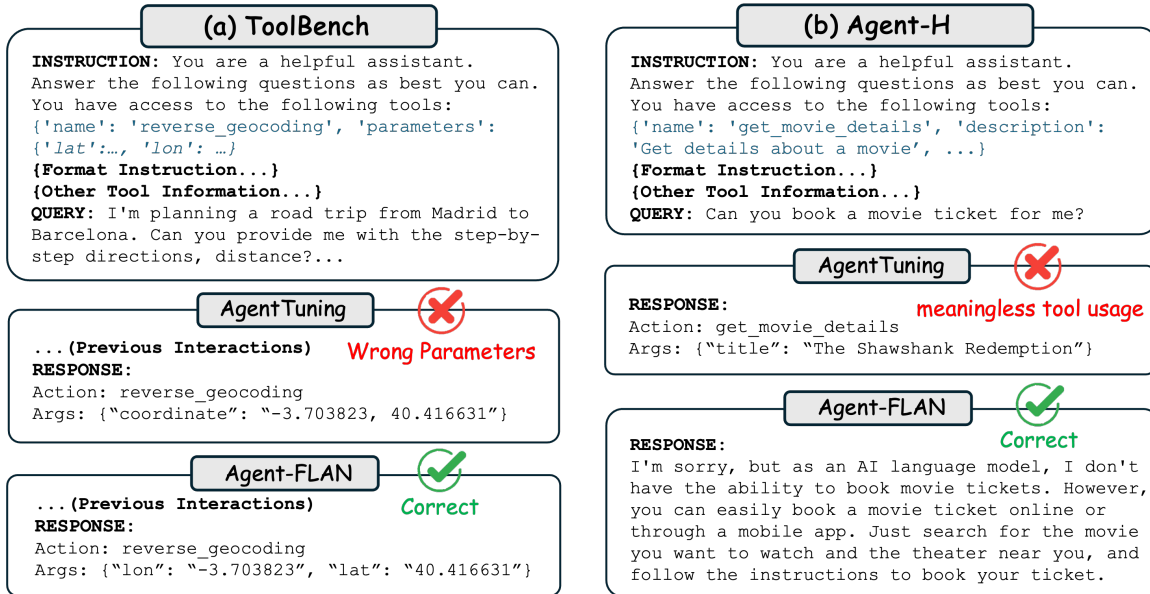 (a) ToolBench
INSTRUCTION: You are a helpful assistant.
Answer the following questions as best you can.
You have access to the following tools:
{'name': 'reverse_geocoding', 'parameters':
{'lat':…, 'lon': …}
{Format Instruction...}
{Other Tool Information...}
QUERY: I'm planning a road trip from Madrid to
Barcelona. Can you provide me with the step-by-
step directions, distance?...
AgentTuning
...(Previous Interactions)
Wrong Parameters
RESPONSE:
Action: reverse_geocoding
Args: {“coordinate”: “-3.703823, 40.416631”}
Agent-FLAN
...(Previous Interactions)
Correct
RESPONSE:
Action: reverse_geocoding
Args: {“lon”: “-3.703823”, “lat”: “40.416631”}
(b) Agent-H
INSTRUCTION: You are a helpful assistant.
Answer the following questions as best you can.
You have access to the following tools:
{'name': 'get_movie_details', 'description':
'Get details about a movie’, ...}
{Format Instruction...}
{Other Tool Information...}
QUERY: Can you book a movie ticket for me?
AgentTuning
RESPONSE:
meaningless tool usage
Action: get_movie_details
Args: {“title”: “The Shawshank Redemption”}
Agent-FLAN
Correct
RESPONSE:
I'm sorry, but as an AI language model, I don't
have the ability to book movie tickets. However,
you can easily book a movie ticket online or
through a mobile app. Just search for the movie
you want to watch and the theater near you, and
follow the instructions to book your ticket.